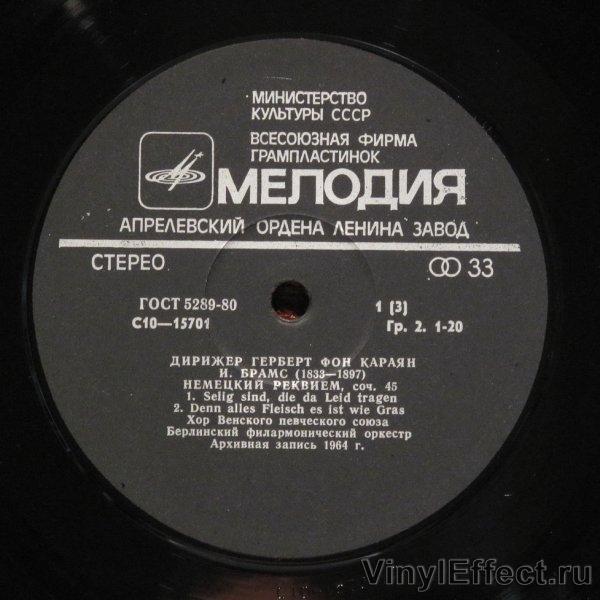 МИНИСТЕРСТВО
КУЛЬТУРЫ СССР
ВСЕСОЮЗНАЯ ФИРМА
ГРАМПЛАСТИНОК
МЕЛОДИЯ
АПРЕЛЕВСКИЙ ОРДЕНА ЛЕНИНА ЗАВОД
СТЕРЕО 33
ГОСТ 5289-80 1 (3)
С10—15701 Гр. 2. 1-20
ДИРИЖЕР ГЕРБЕРТ ФОН КАРАЯН
И. БРАМС (1833—1897)
НЕМЕЦКИЙ РЕКВИЕМ, соч. 45
1. Selig sind, die da Leid tragen
2. Denn alles Fleisch es ist wie Gras
Хор Венского певческого союза
Берлинский филармонический оркестр
Архивная запись 1964 г.
VinylEffect.ru